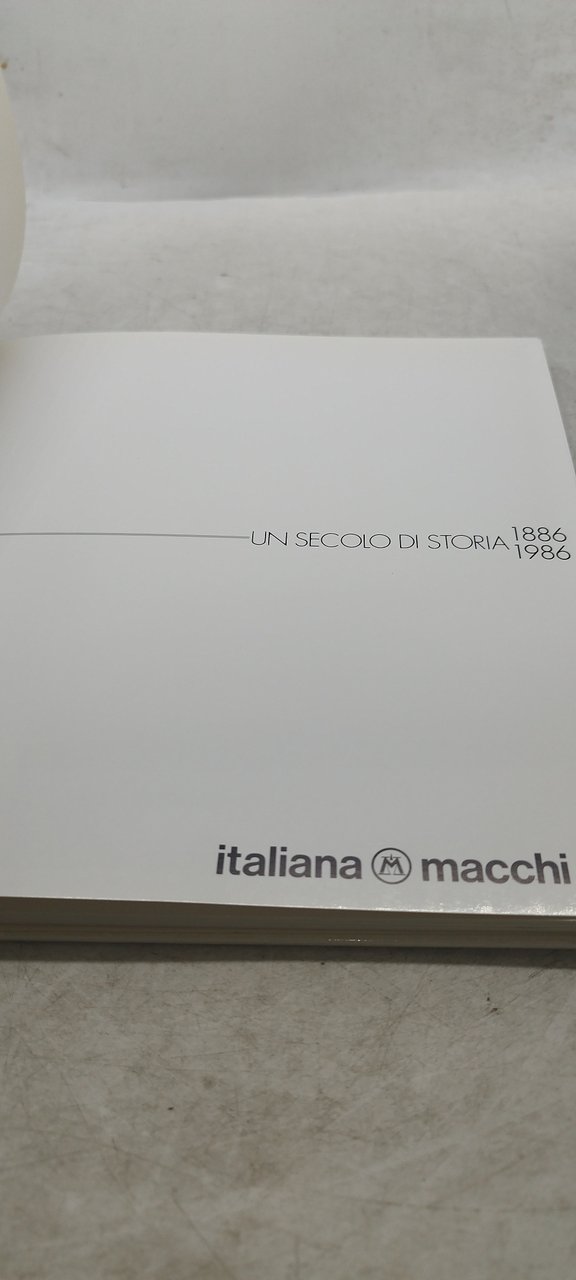 UN SECOLO DI STORIA 1886
1986
italiana macchi